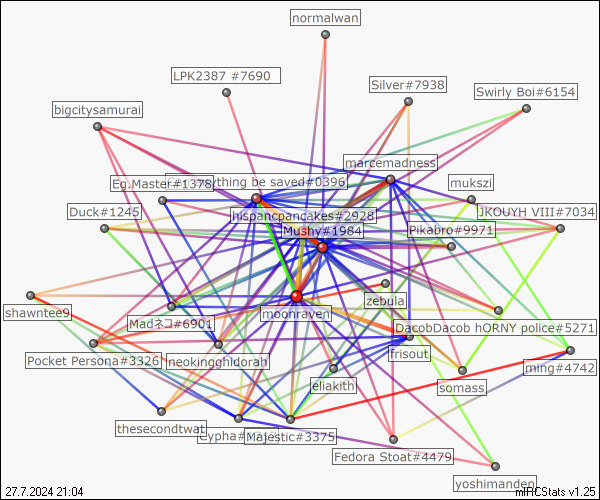 normalwan
LPK2387 #7690
Silver#7938
Swirly Boi#6154
bigcitysamurai
marcemadness
Eg.Master#1378
ything be saved#0396
mukszi
Duck#1245
hispancpancakes#2928
JKOUYH VIII#7034
Mushy#1984
Pikabro#9971
zebula
shawntee9
moonraven
DacobDacob hORNY police#5271
Madネコ#6901
Pocket Persona#3326
neokingghidorah
frisout
ming#4742
eliakith
somass
thesecondtwat
Cypha#
Majestic#3375
Fedora Stoat#4479
yoshimanden
27.7.2024 21:04
mIRCStats v1.25